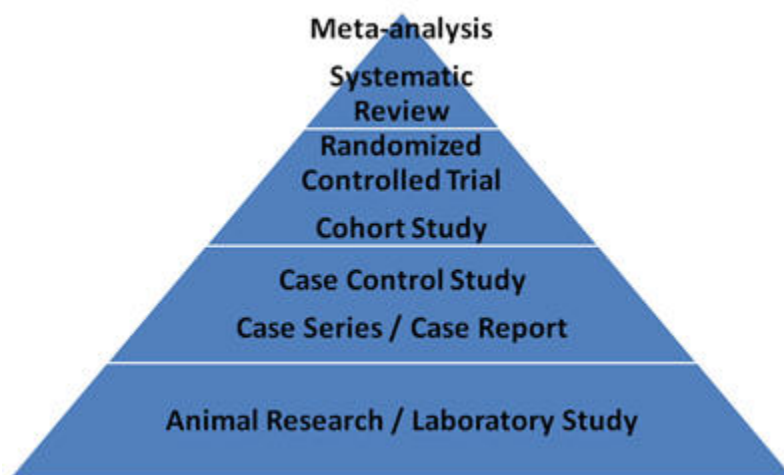 Meta-analysis
Systematic
Review
Randomized
Controlled Trial
Cohort Study
Case Control Study
Case Series / Case Report
Animal Research / Laboratory Study